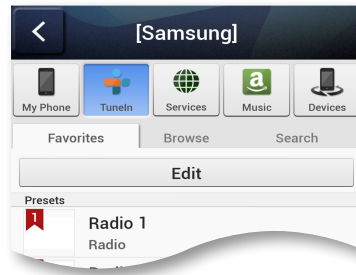 [Samsung]
My Phone TuneIn Services Music Devices
Favorites Browse Search
Edit
Presets
1
Radio 1
Radio